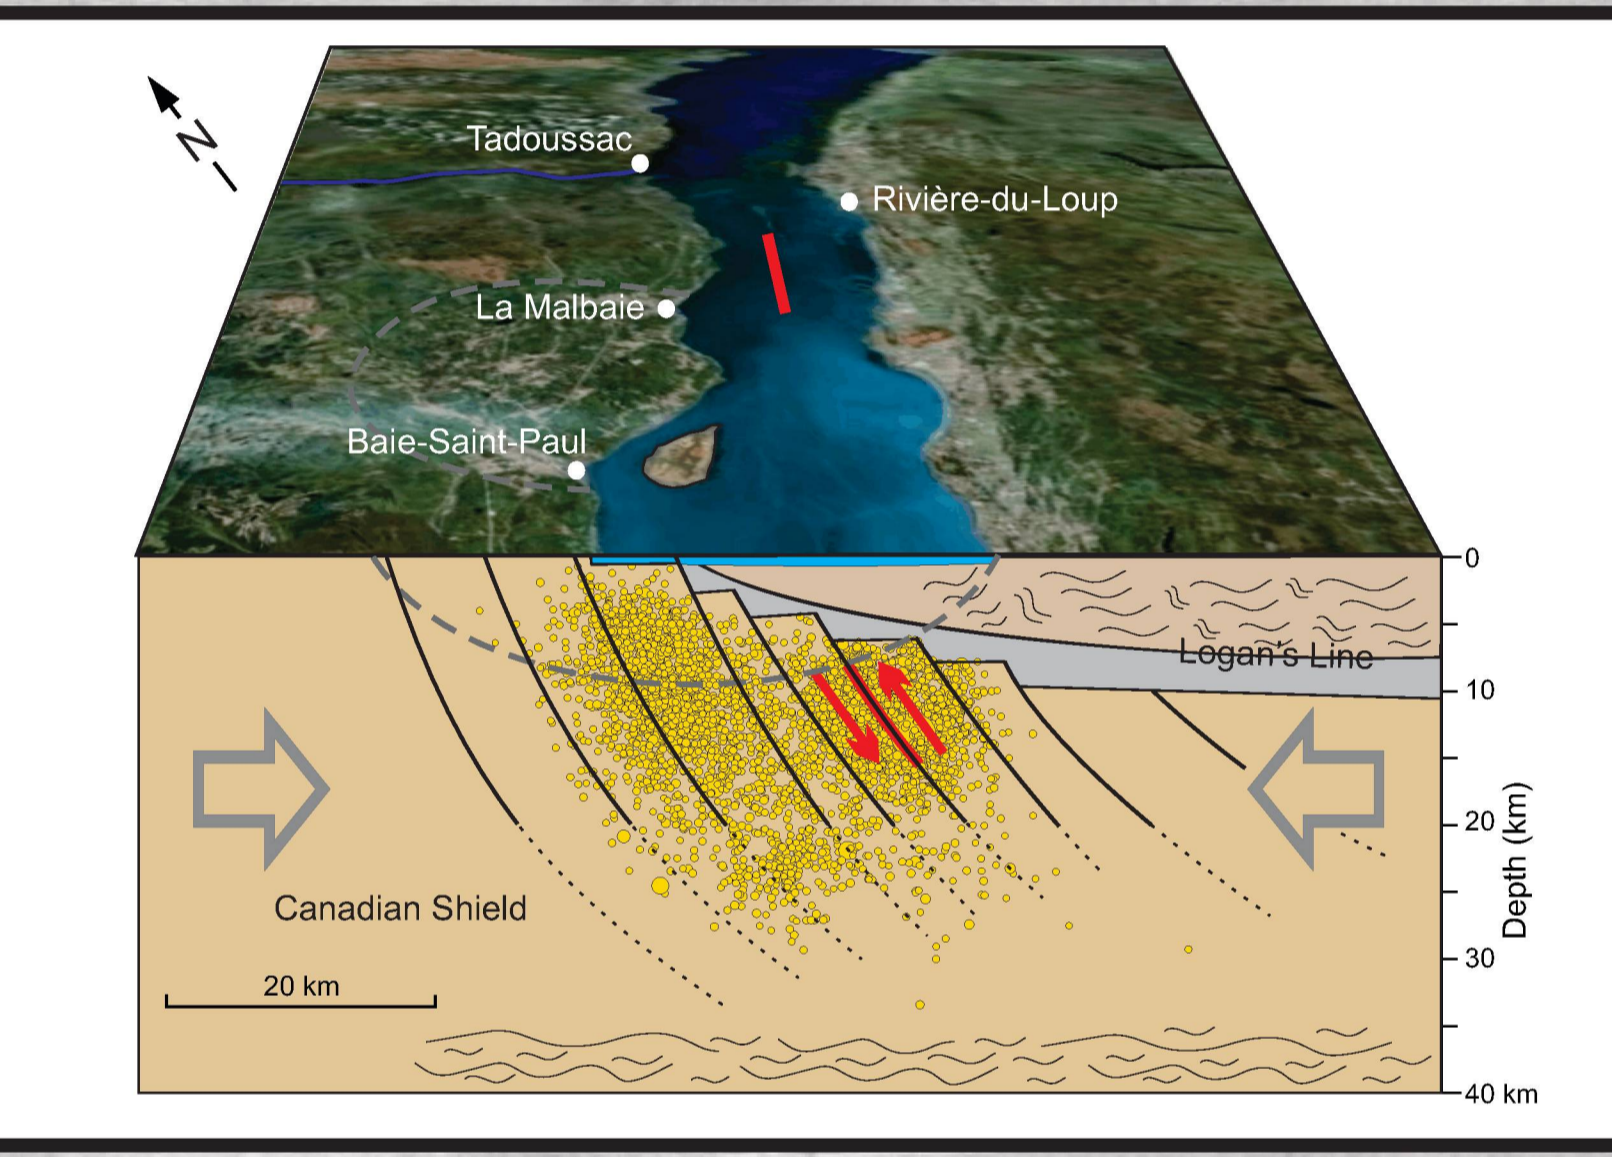 N
Tadoussac
Rivière-du-Loup
La Malbaie
Baie-Saint-Paul
0
Logan's Line
10
20
Depth (km)
Canadian Shield
30
20 km
40 km